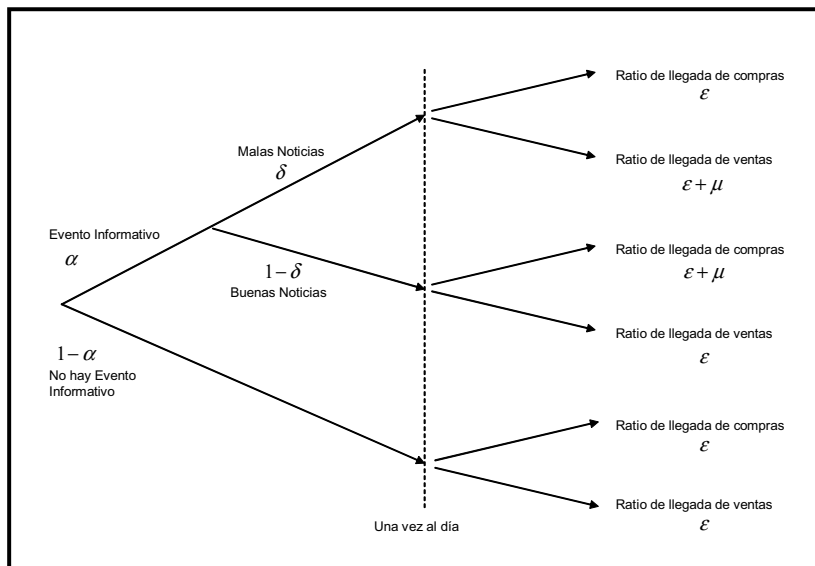 Ratio de llegada de compras
ε
Malas Noticias
δ
Ratio de llegada de ventas
ε + μ
Evento Informativo
α
Ratio de llegada de compras
ε + μ
1 − δ
Buenas Noticias
Ratio de llegada de ventas
ε
1 − α
No hay Evento
Informativo
Ratio de llegada de compras
ε
Ratio de llegada de ventas
ε
Una vez al día